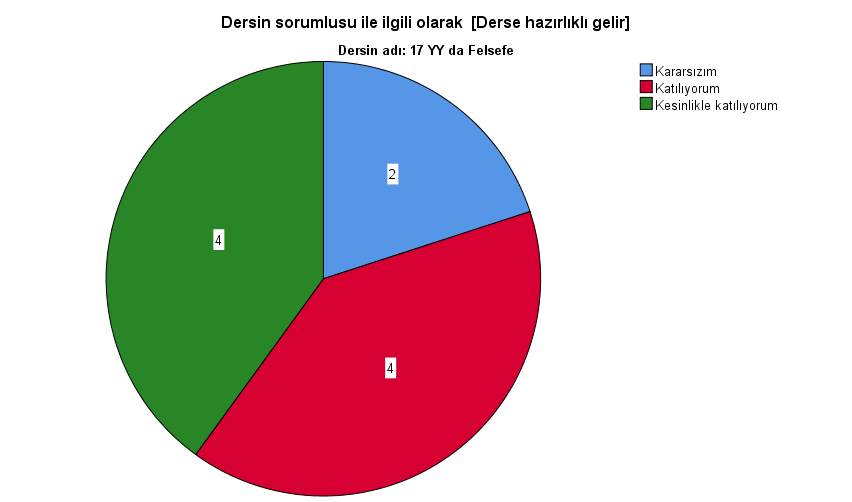 Dersin sorumlusu ile ilgili olarak  [Derse hazırlıklı gelir]
Dersin adı: 17 YY da Felsefe
Kararsızım
Katılıyorum
Kesinlikle katılıyorum
2
4
4